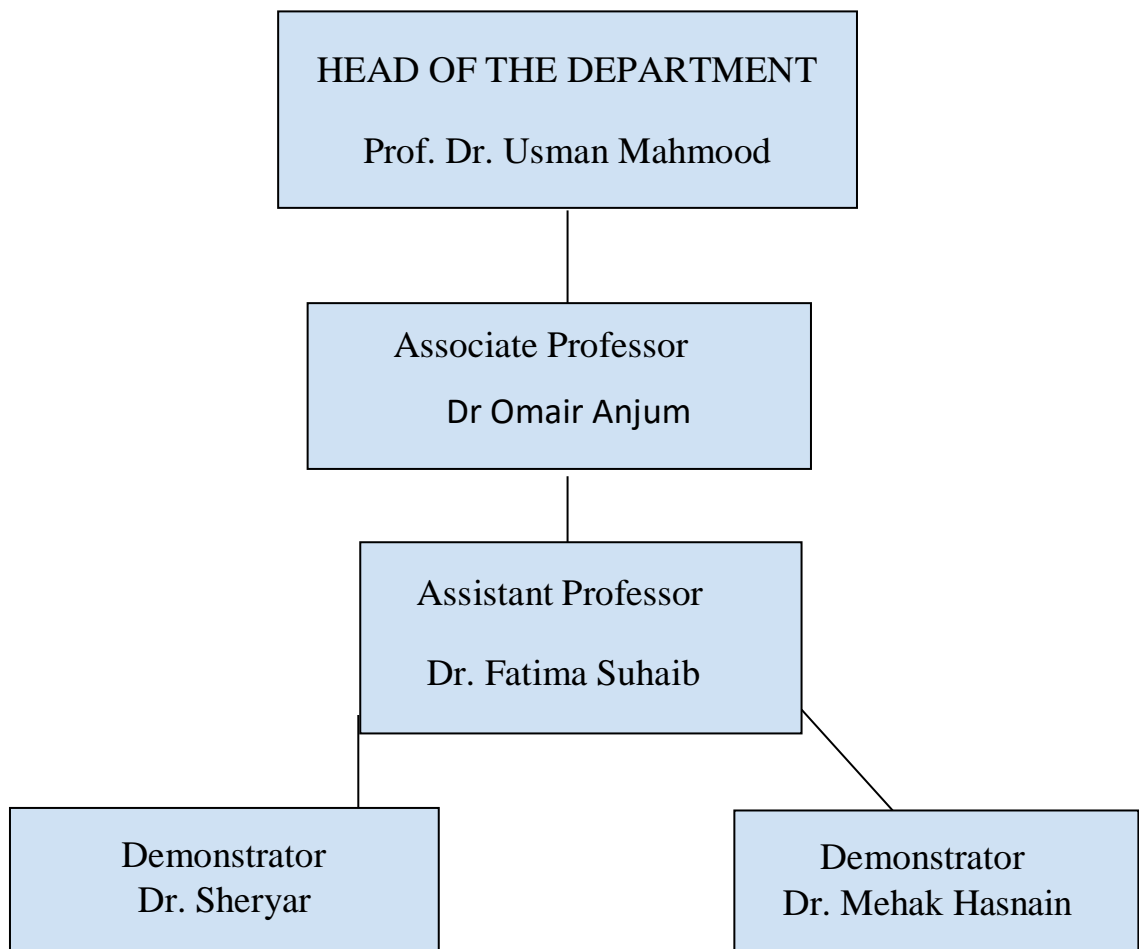 HEAD OF THE DEPARTMENT
Prof. Dr. Usman Mahmood
Associate Professor
Dr Omair Anjum
Assistant Professor
Dr. Fatima Suhaib
Demonstrator
Dr. Sheryar
Demonstrator
Dr. Mehak Hasnain